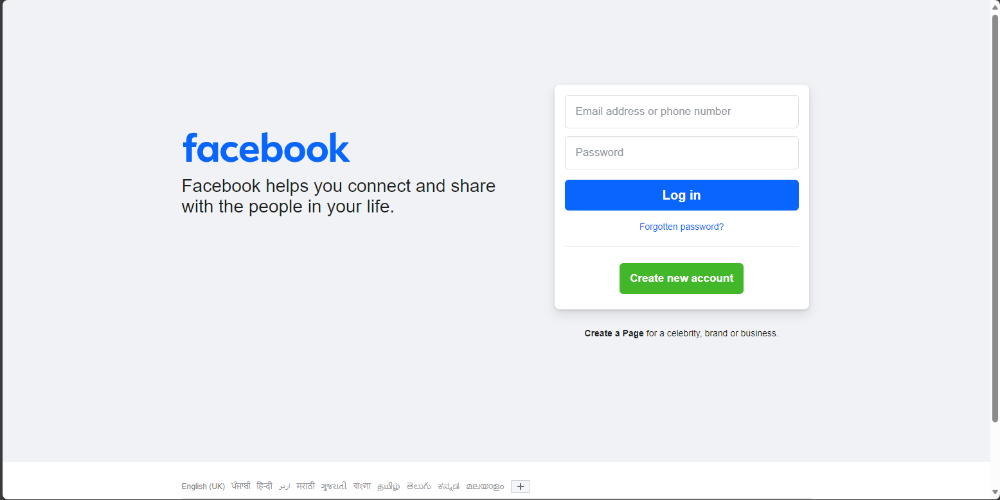 facebook
Facebook helps you connect and share
with the people in your life.
Email address or phone number
Password
Log in
Forgotten password?
Create new account
Create a Page for a celebrity, brand or business.
English (UK) ਪੰਜਾਬੀ हिन्दी اردو मराठी ગુજરાતી বাংলা தமிழ் తెలుగు ಕನ್ನಡ മലയാളം +